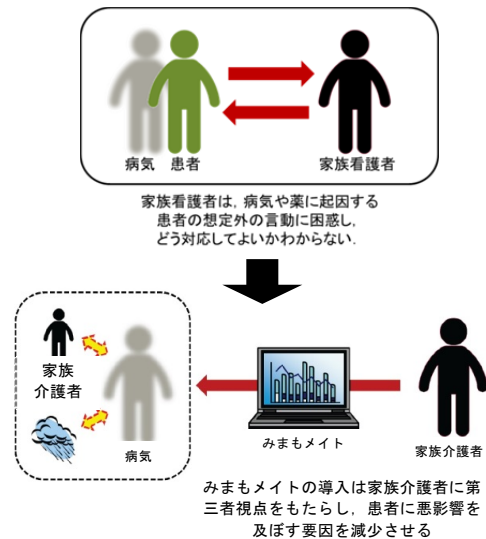 病気 患者 家族看護者
家族看護者は，病気や薬に起因する
患者の想定外の言動に困惑し，
どう対応してよいかわからない．
家族
介護者
病気
みまもメイト
家族介護者
みまもメイトの導入は家族介護者に第
三者視点をもたらし，患者に悪影響を
及ぼす要因を減少させる